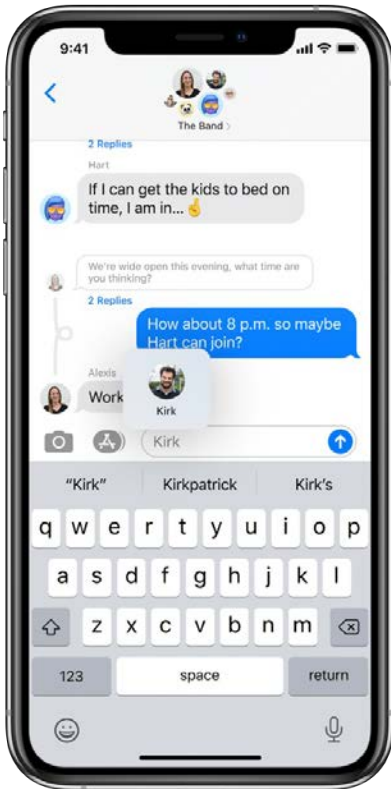 9:41
The Band >
2 Replies
Hart
If I can get the kids to bed on
time, I am in...☝️
We're wide open this evening, what time are
you thinking?
2 Replies
How about 8 p.m. so maybe
Hart can join?
Alexis
Work
Kirk
Kirk
"Kirk" Kirkpatrick Kirk's
q w e r t y u i o p
a s d f g h j k l
z x c v b n m
123 space return